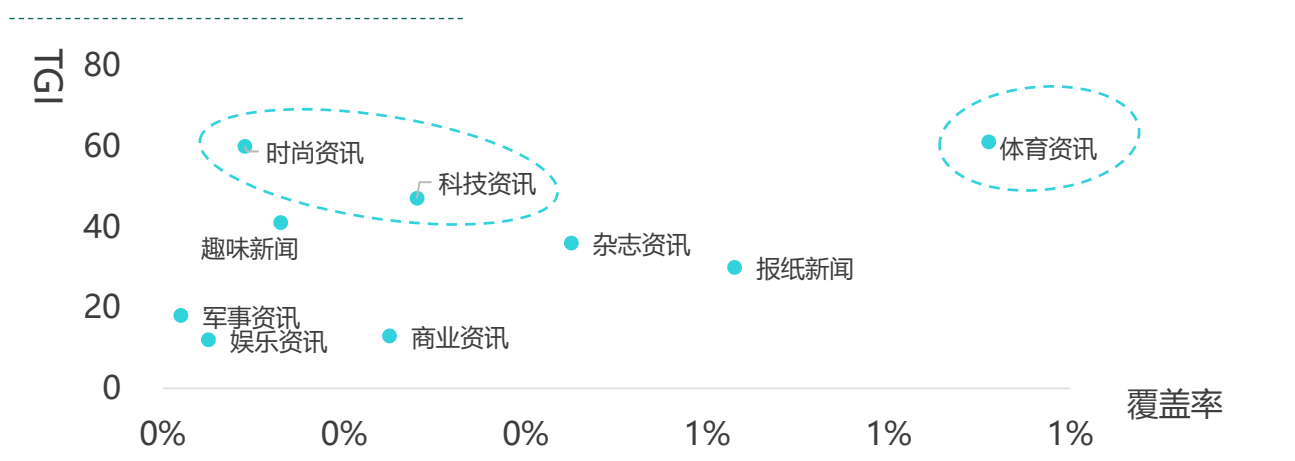 TGI
80
60
40
20
0
时尚资讯
体育资讯
科技资讯
趣味新闻
杂志资讯
报纸新闻
军事资讯
娱乐资讯
商业资讯
0%
0%
0%
1%
1%
1%
覆盖率